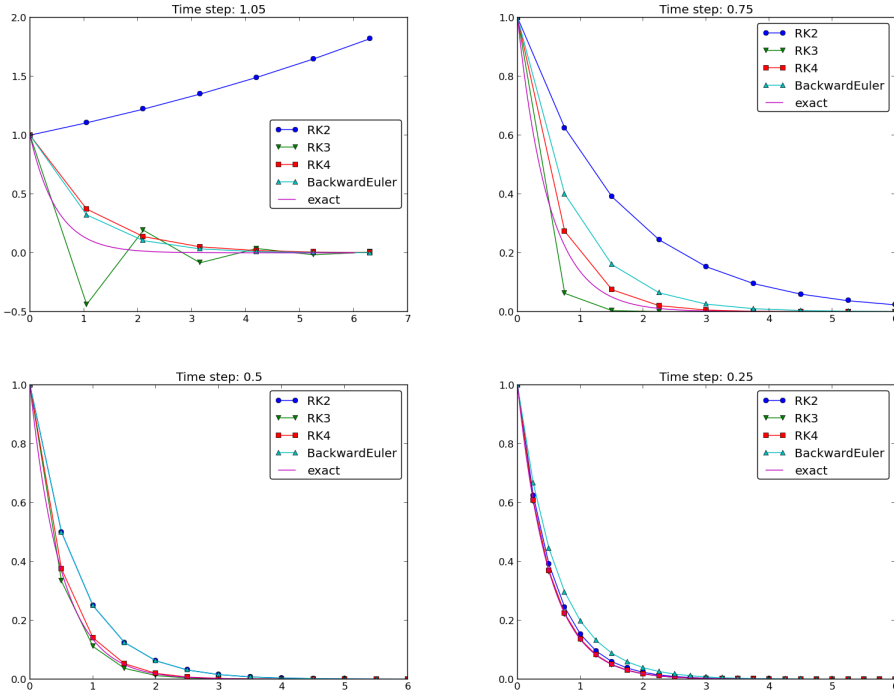 Time step: 1.05
2.0
1.5
1.0
0.5
0.0
−0.5
0
1
2
3
4
5
6
7
RK2
RK3
RK4
BackwardEuler
exact
Time step: 0.75
1.0
0.8
0.6
0.4
0.2
0.0
0
1
2
3
4
5
6
RK2
RK3
RK4
BackwardEuler
exact
Time step: 0.5
1.0
0.8
0.6
0.4
0.2
0.0
0
1
2
3
4
5
6
RK2
RK3
RK4
BackwardEuler
exact
Time step: 0.25
1.0
0.8
0.6
0.4
0.2
0.0
0
1
2
3
4
5
6
RK2
RK3
RK4
BackwardEuler
exact